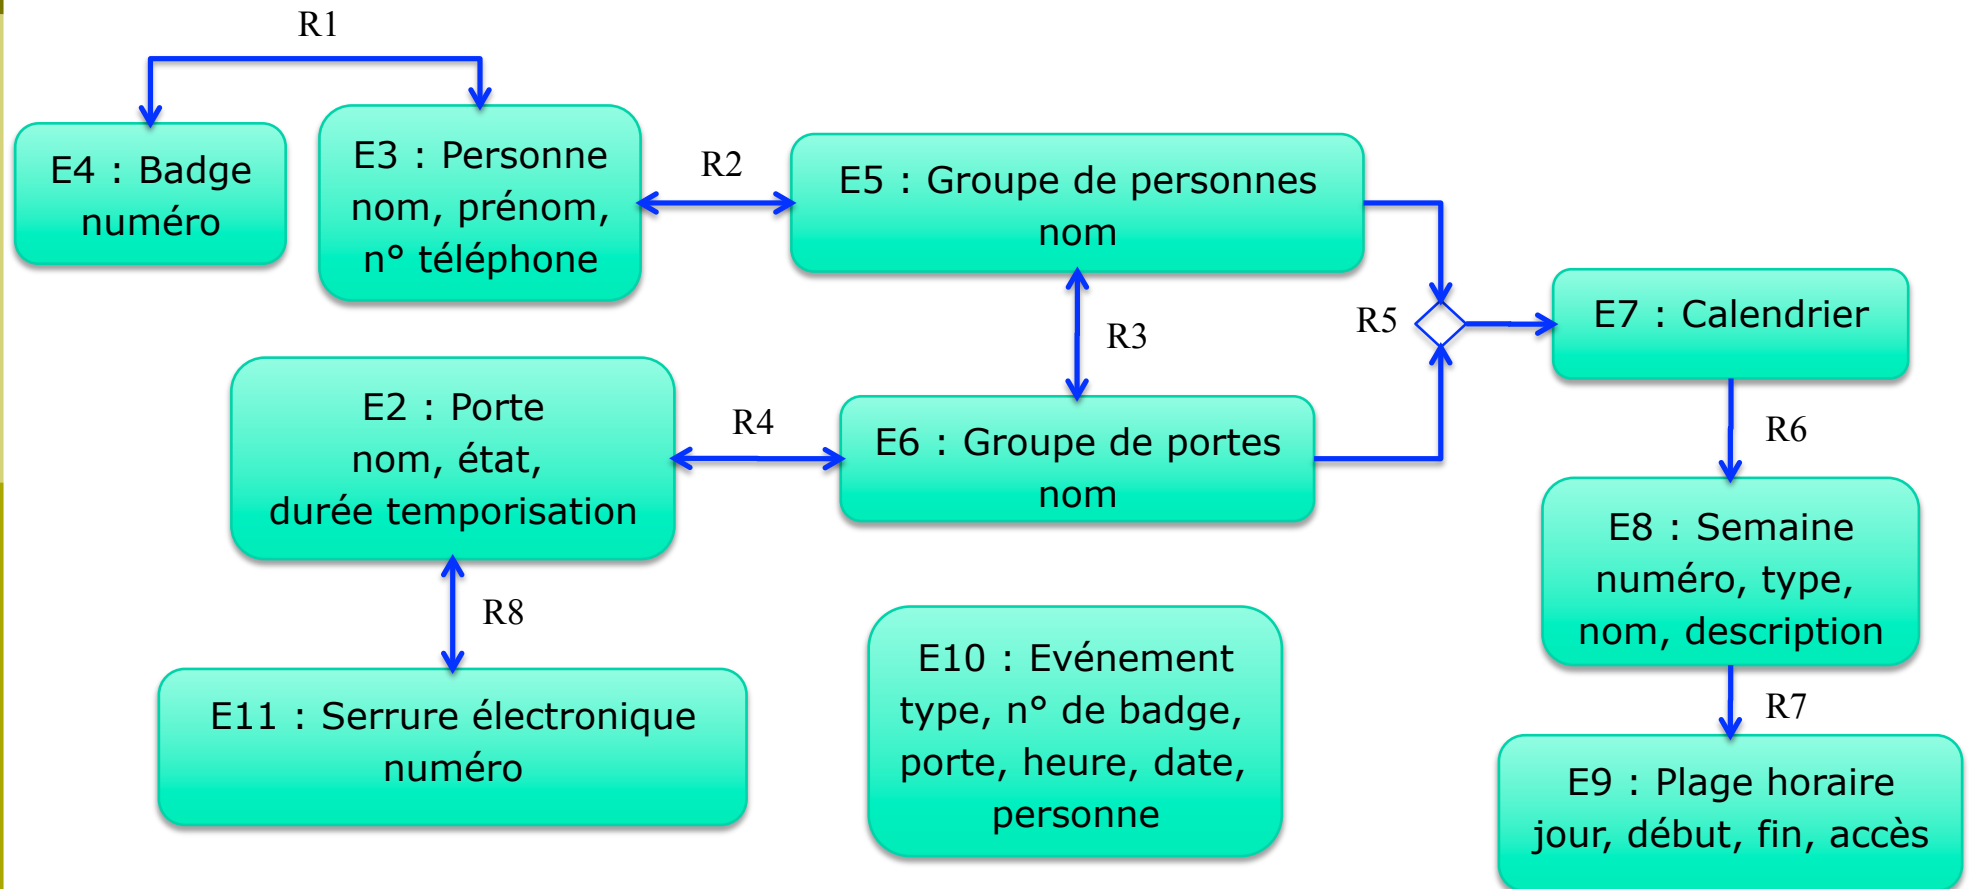 R1
E4 : Badge
numéro
E3 : Personne
nom, prénom,
n° téléphone
R2
E5 : Groupe de personnes
nom
R3
R5
E7 : Calendrier
E2 : Porte
nom, état,
durée temporisation
R4
E6 : Groupe de portes
nom
R6
E8 : Semaine
numéro, type,
nom, description
R8
E11 : Serrure électronique
numéro
E10 : Evénement
type, n° de badge,
porte, heure, date,
personne
R7
E9 : Plage horaire
jour, début, fin, accès